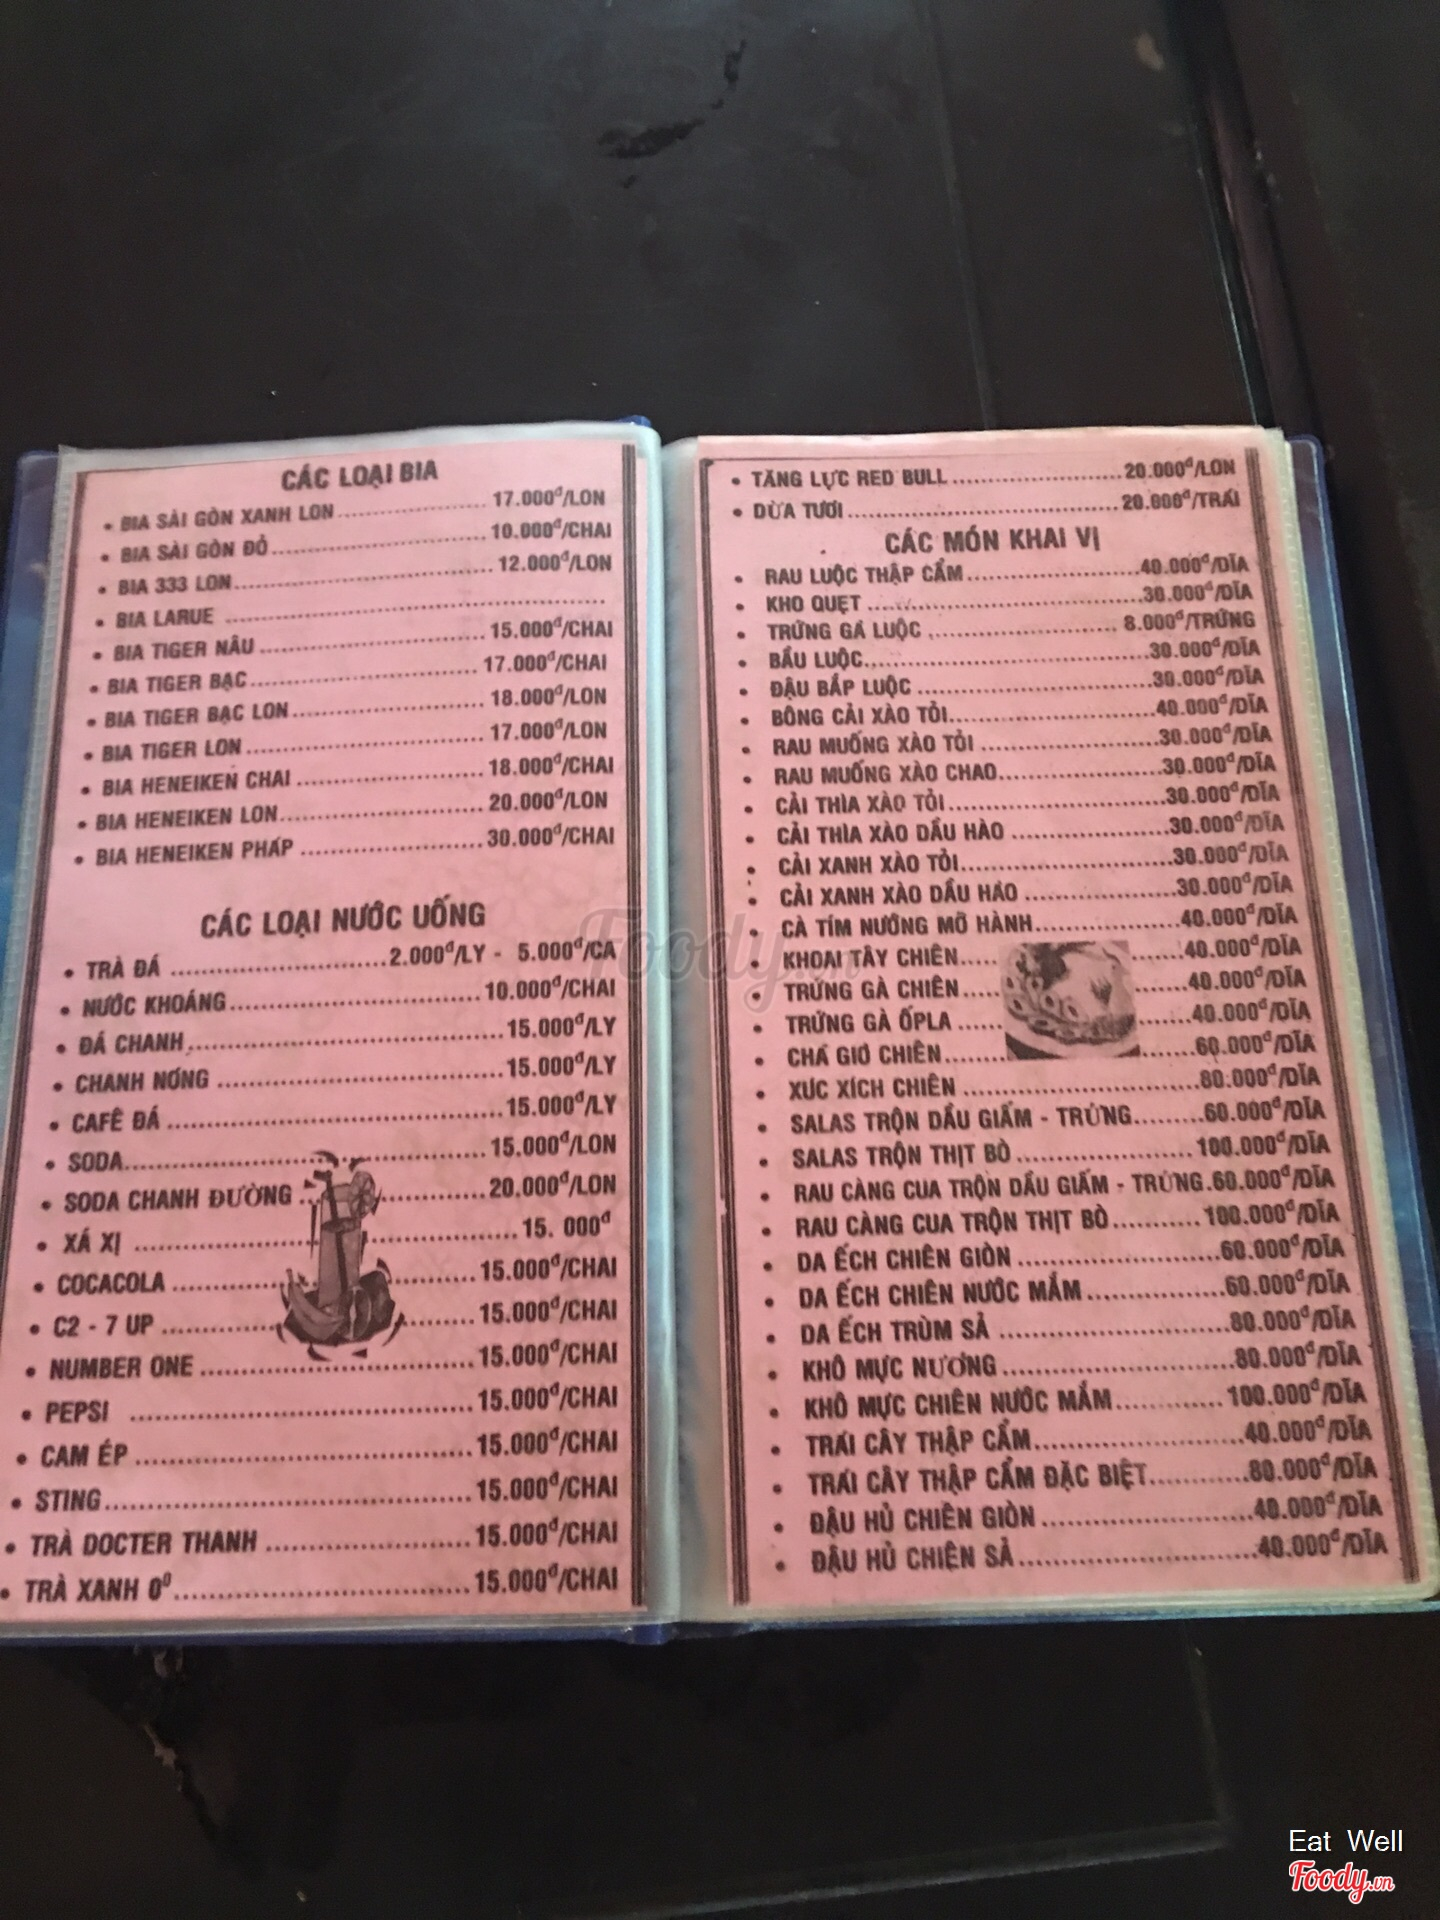 CÁC LOẠI BIA
• BIA SÀI GÒN XANH LON........17.000đ/LON
• BIA SÀI GÒN ĐỎ........10.000đ/CHAI
• BIA 333 LON........12.000đ/LON
• BIA LARUE ........
• BIA TIGER NÂU ........15.000đ/CHAI
• BIA TIGER BẠC........17.000đ/CHAI
• BIA TIGER BẠC LON........18.000đ/LON
• BIA TIGER LON ........17.000đ/LON
• BIA HENEIKEN CHAI ........18.000đ/CHAI
• BIA HENEIKEN LON........20.000đ/LON
• BIA HENEIKEN PHÁP ........30.000đ/CHAI
CÁC LOẠI NƯỚC UỐNG
• TRÀ ĐÁ ........2.000đ/LY - 5.000đ/CA
• NƯỚC KHOÁNG........10.000đ/CHAI
• ĐÁ CHANH........15.000đ/LY
• CHANH NÓNG ........15.000đ/LY
• CAFÊ ĐÁ ........15.000đ/LY
• SODA........15.000đ/LON
• SODA CHANH ĐƯỜNG ........20.000đ/LON
• XÁ XỊ ........15. 000đ
• COCACOLA ........15.000đ/CHAI
• C2 - 7 UP ........15.000đ/CHAI
• NUMBER ONE ........15.000đ/CHAI
• PEPSI ........15.000đ/CHAI
• CAM ÉP ........15.000đ/CHAI
• STING........15.000đ/CHAI
• TRÀ DOCTER THANH ........15.000đ/CHAI
• TRÀ XANH 0⁰........15.000đ/CHAI
• TĂNG LỰC RED BULL ........20.000đ/LON
• DỪA TƯƠI ........20.000đ/TRÁI
CÁC MÓN KHAI VỊ
• RAU LUỘC THẬP CẨM........40.000đ/DĨA
• KHO QUẸT ........30.000đ/DĨA
• TRỨNG GÀ LUỘC ........8.000đ/TRỨNG
• BẦU LUỘC........30.000đ/DĨA
• ĐẬU BẮP LUỘC ........30.000đ/DĨA
• BÔNG CẢI XÀO TỎI........40.000đ/DĨA
• RAU MUỐNG XÀO TỎI ........30.000đ/DĨA
• RAU MUỐNG XÀO CHAO........30.000đ/DĨA
• CẢI THÌA XÀO TỎI........30.000đ/DĨA
• CẢI THÌA XÀO DẦU HÀO ........30.000đ/DĨA
• CẢI XANH XÀO TỎI........30.000đ/DĨA
• CẢI XANH XÀO DẦU HÀO ........30.000đ/DĨA
• CÀ TÍM NƯỚNG MỠ HÀNH........40.000đ/DĨA
• KHOAI TÂY CHIÊN........40.000đ/DĨA
• TRỨNG GÀ CHIÊN........40.000đ/DĨA
• TRỨNG GÀ ỐPLA ........40.000đ/DĨA
• CHẢ GIÒ CHIÊN........60.000đ/DĨA
• XÚC XÍCH CHIÊN ........80.000đ/DĨA
• SALAS TRỘN DẦU GIẤM - TRỨNG........60.000đ/DĨA
• SALAS TRỘN THỊT BÒ ........100.000đ/DĨA
• RAU CÀNG CUA TRỘN DẦU GIẤM - TRỨNG.60.000đ/DĨA
• RAU CÀNG CUA TRỘN THỊT BÒ........100.000đ/DĨA
• DA ẾCH CHIÊN GIÒN ........60.000đ/DĨA
• DA ẾCH CHIÊN NƯỚC MẮM........60.000đ/DĨA
• DA ẾCH TRÙM SẢ ........80.000đ/DĨA
• KHÔ MỰC NƯỚNG........80.000đ/DĨA
• KHÔ MỰC CHIÊN NƯỚC MẮM........100.000đ/DĨA
• TRÁI CÂY THẬP CẨM........40.000đ/DĨA
• TRÁI CÂY THẬP CẨM ĐẶC BIỆT........80.000đ/DĨA
• ĐẬU HỦ CHIÊN GIÒN ........40.000đ/DĨA
• ĐẬU HỦ CHIÊN SẢ........40.000đ/DĨA
Foody.vn
Eat Well
Foody.vn